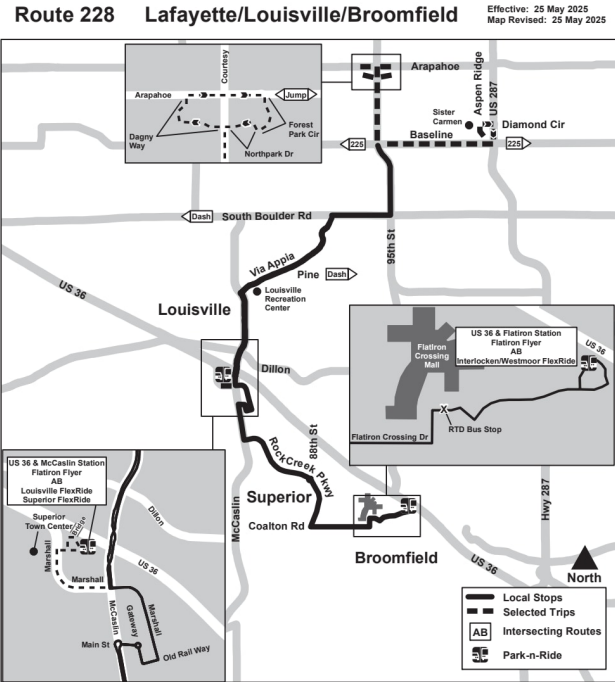 Route 228 Lafayette/Louisville/Broomfield
Effective: 25 May 2025
Map Revised: 25 May 2025
Courtesy
Arapahoe
Jump
Dagny
Way
Forest
Park Cir
Northpark Dr
Arapahoe
Aspen Ridge
US 287
Sister
Carmen
Diamond Cir
Baseline
225
225
Dash
South Boulder Rd
95th St
Via Appia
Pine
Dash
US 36
Louisville
Recreation
Center
Louisville
Dillon
Flatiron
Crossing
Mall
US 36 & Flatiron Station
Flatiron Flyer
AB
Interlocken/Westmoor FlexRide
US 36
RTD Bus Stop
X
Flatiron Crossing Dr
88th St
RockCreek Pkwy
Superior
McCaslin
Coalton Rd
Broomfield
US 36
Hwy 287
US 36 & McCaslin Station
Flatiron Flyer
AB
Louisville FlexRide
Superior FlexRide
Superior
Town Center
Bridge
Dillon
Marshall
US 36
Marshall
McCaslin
Gateway
Marshall
Main St
Old Rail Way
North
Local Stops
Selected Trips
AB Intersecting Routes
Park-n-Ride